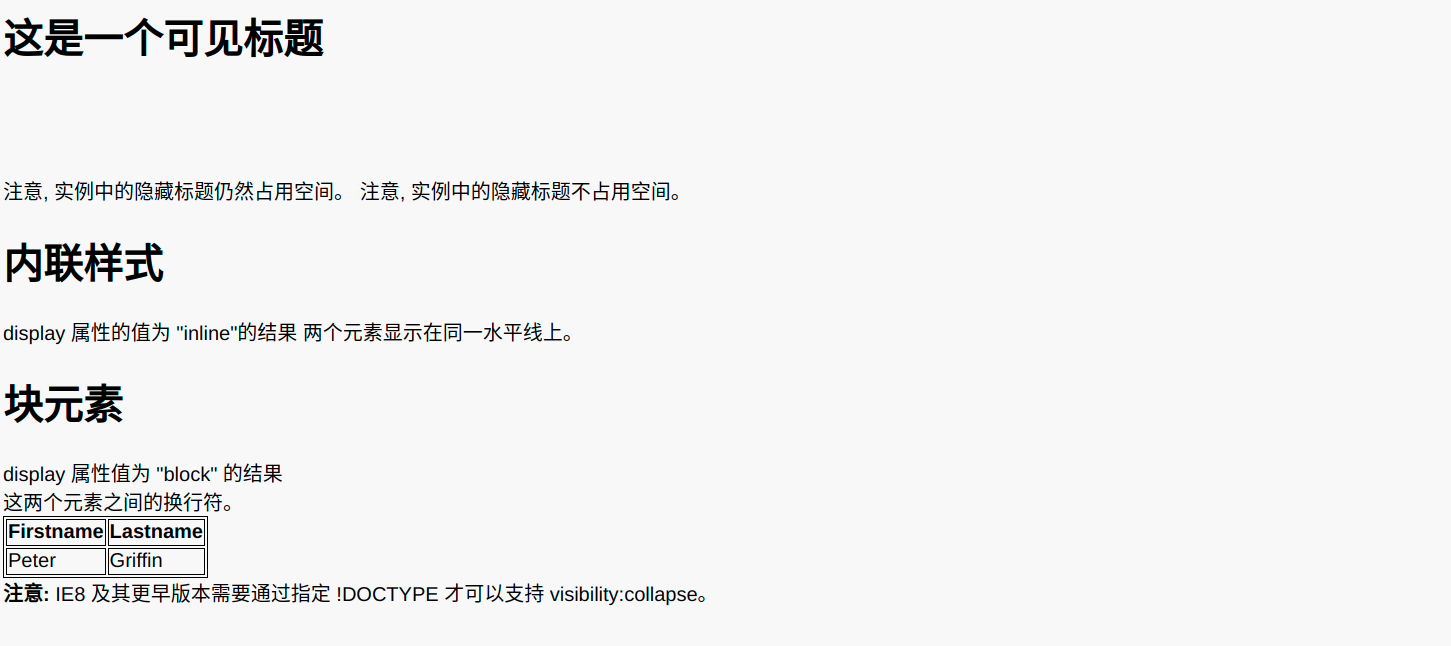 这是一个可见标题
注意, 实例中的隐藏标题仍然占用空间。 注意, 实例中的隐藏标题不占用空间。
内联样式
display 属性的值为 "inline"的结果 两个元素显示在同一水平线上。
块元素
display 属性值为 "block" 的结果
这两个元素之间的换行符。
Firstname Lastname
Peter Griffin
注意: IE8 及其更早版本需要通过指定 !DOCTYPE 才可以支持 visibility:collapse。